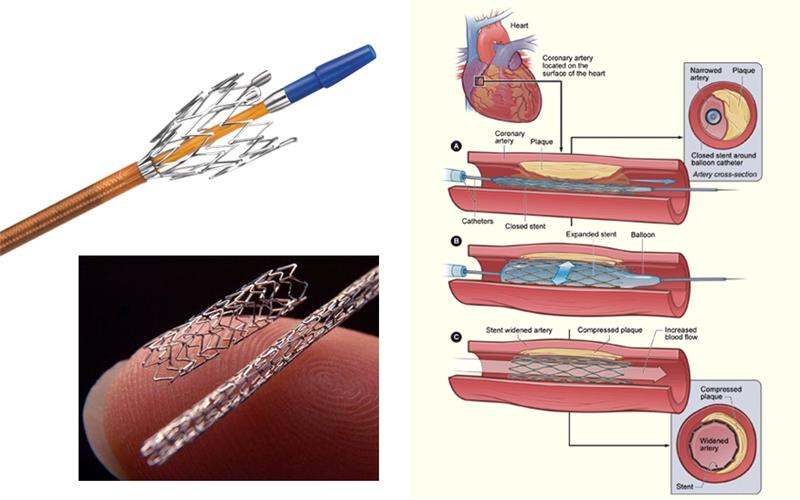 Heart
Coronary artery
located on the
surface of the heart
Narrowed
artery
Plaque
Closed stent around
balloon catheter
Artery cross-section
A
Coronary
artery
Plaque
Catheters
Closed stent
B
Expanded stent
Balloon
C
Stent widened artery
Compressed plaque
Increased
blood flow
Compressed
plaque
Widened
artery
Stent